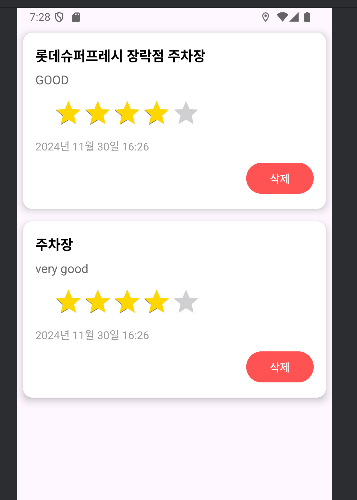 7:28
롯데슈퍼프레시 장락점 주차장
GOOD
2024년 11월 30일 16:26
삭제
주차장
very good
2024년 11월 30일 16:26
삭제